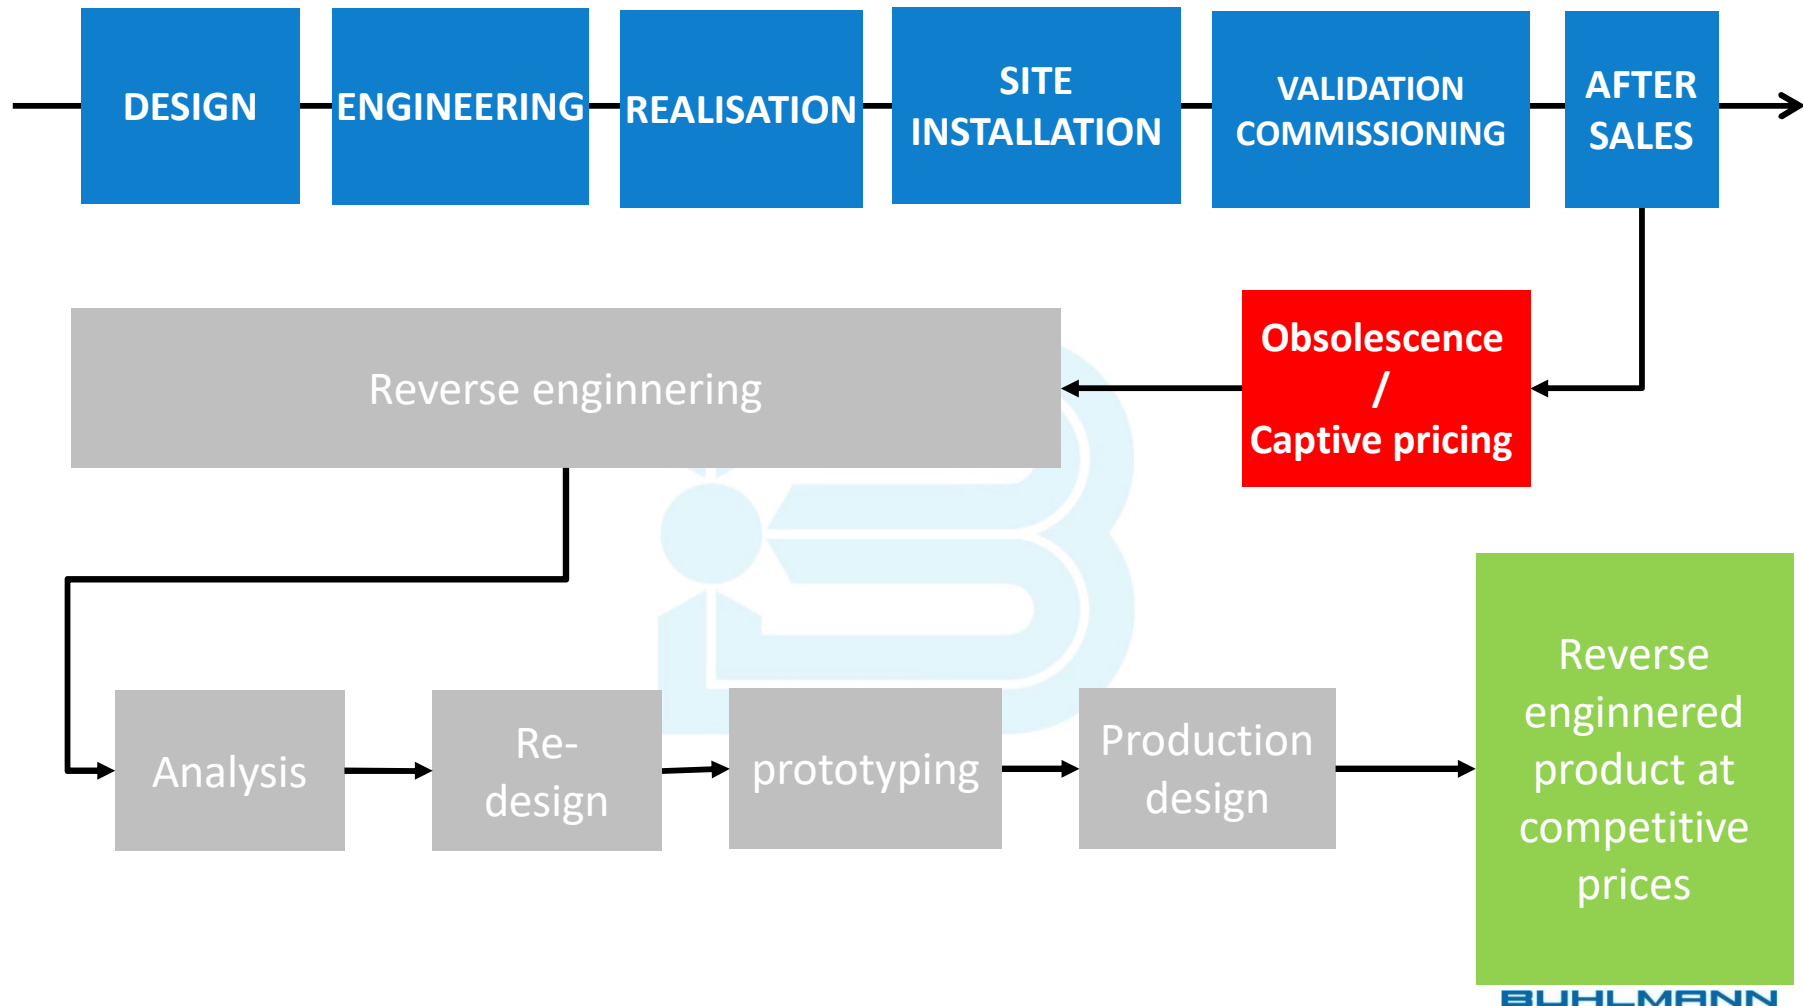 DESIGN
ENGINEERING
REALISATION
SITE
INSTALLATION
VALIDATION
COMMISSIONING
AFTER
SALES
Reverse enginnering
Obsolescence
/
Captive pricing
Analysis
Re-
design
prototyping
Production
design
Reverse
enginnered
product at
competitive
prices
BUHLMANN